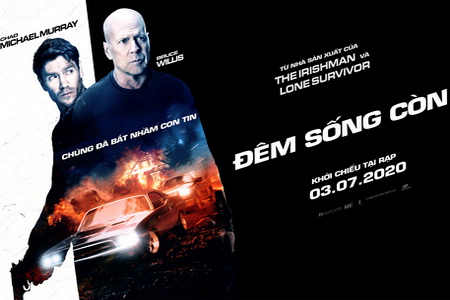 CHAD
MICHAEL MURRAY
BRUCE
WILLIS
CHÚNG ĐÃ BẮT NHẦM CON TIN
TỪ NHÀ SẢN XUẤT CỦA
THE IRISHMAN VÀ
LONE SURVIVOR
ĐÊM SỐNG CÒN
KHỞI CHIẾU TẠI RẠP
03.07.2020